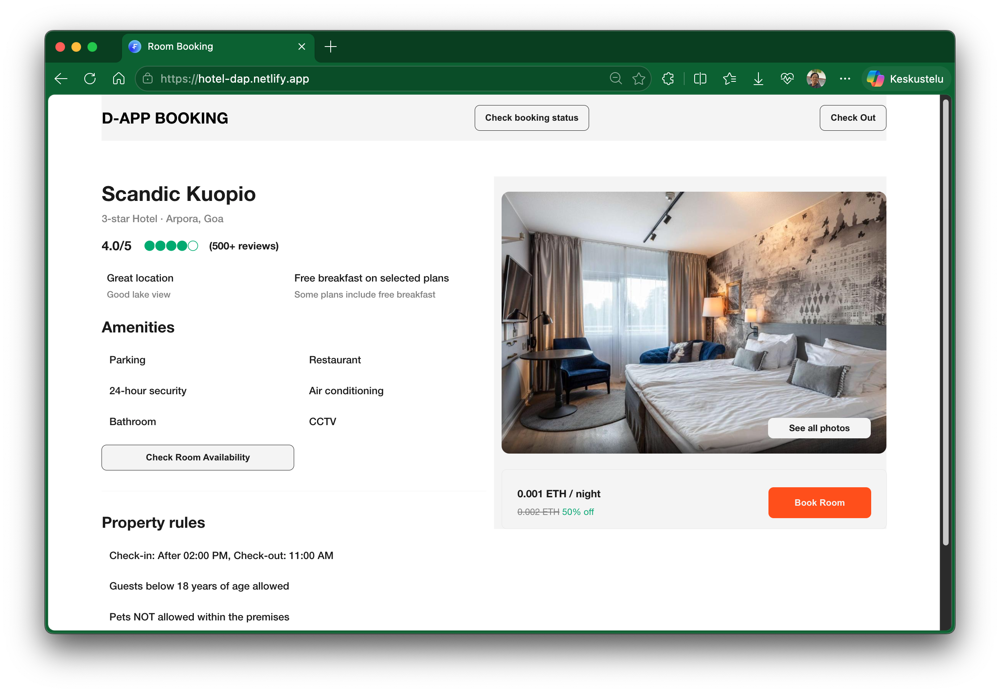 Room Booking
https://hotel-dap.netlify.app
Keskustelu
D-APP BOOKING
Check booking status
Check Out
Scandic Kuopio
3-star Hotel · Arpora, Goa
4.0/5 (500+ reviews)
Great location
Good lake view
Free breakfast on selected plans
Some plans include free breakfast
Amenities
Parking
Restaurant
24-hour security
Air conditioning
Bathroom
CCTV
Check Room Availability
Property rules
Check-in: After 02:00 PM, Check-out: 11:00 AM
Guests below 18 years of age allowed
Pets NOT allowed within the premises
See all photos
0.001 ETH / night
0.002 ETH 50% off
Book Room